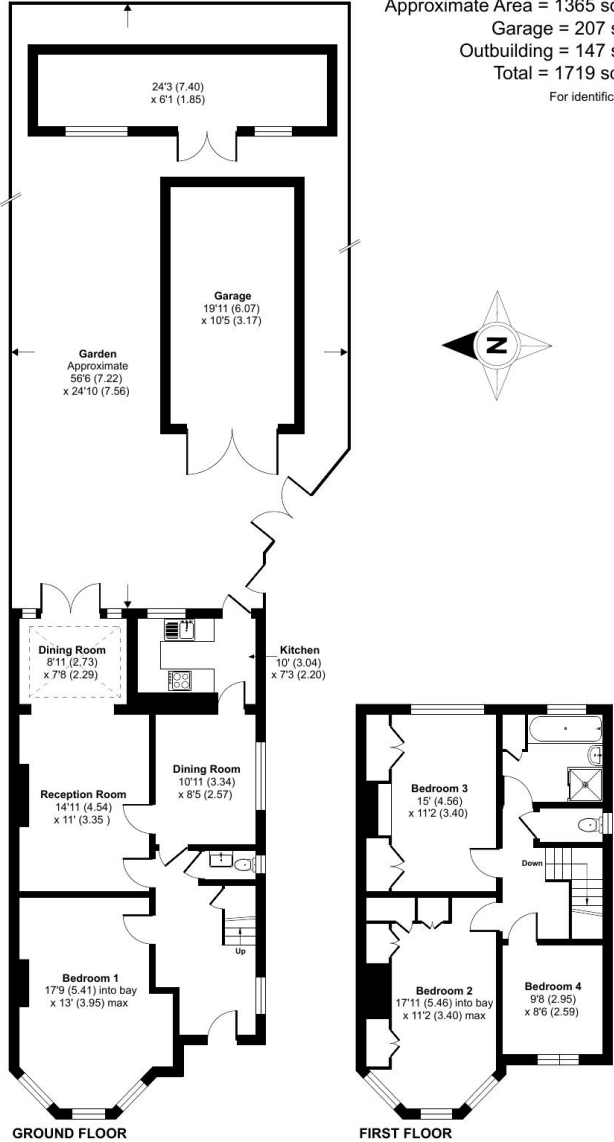 Approximate Area = 1365 s
Garage = 207 s
Outbuilding = 147 s
Total = 1719 s
For identific
24'3 (7.40)
x 6'1 (1.85)
Garage
19'11 (6.07)
x 10'5 (3.17)
N
Garden
Approximate
56'6 (7.22)
x 24'10 (7.56)
Dining Room
8'11 (2.73)
x 7'8 (2.29)
Kitchen
10' (3.04)
x 7'3 (2.20)
Dining Room
10'11 (3.34)
x 8'5 (2.57)
Reception Room
14'11 (4.54)
x 11' (3.35 )
Up
Bedroom 1
17'9 (5.41) into bay
x 13' (3.95) max
GROUND FLOOR
Bedroom 3
15' (4.56)
x 11'2 (3.40)
Down
Bedroom 2
17'11 (5.46) into bay
x 11'2 (3.40) max
Bedroom 4
9'8 (2.95)
x 8'6 (2.59)
FIRST FLOOR